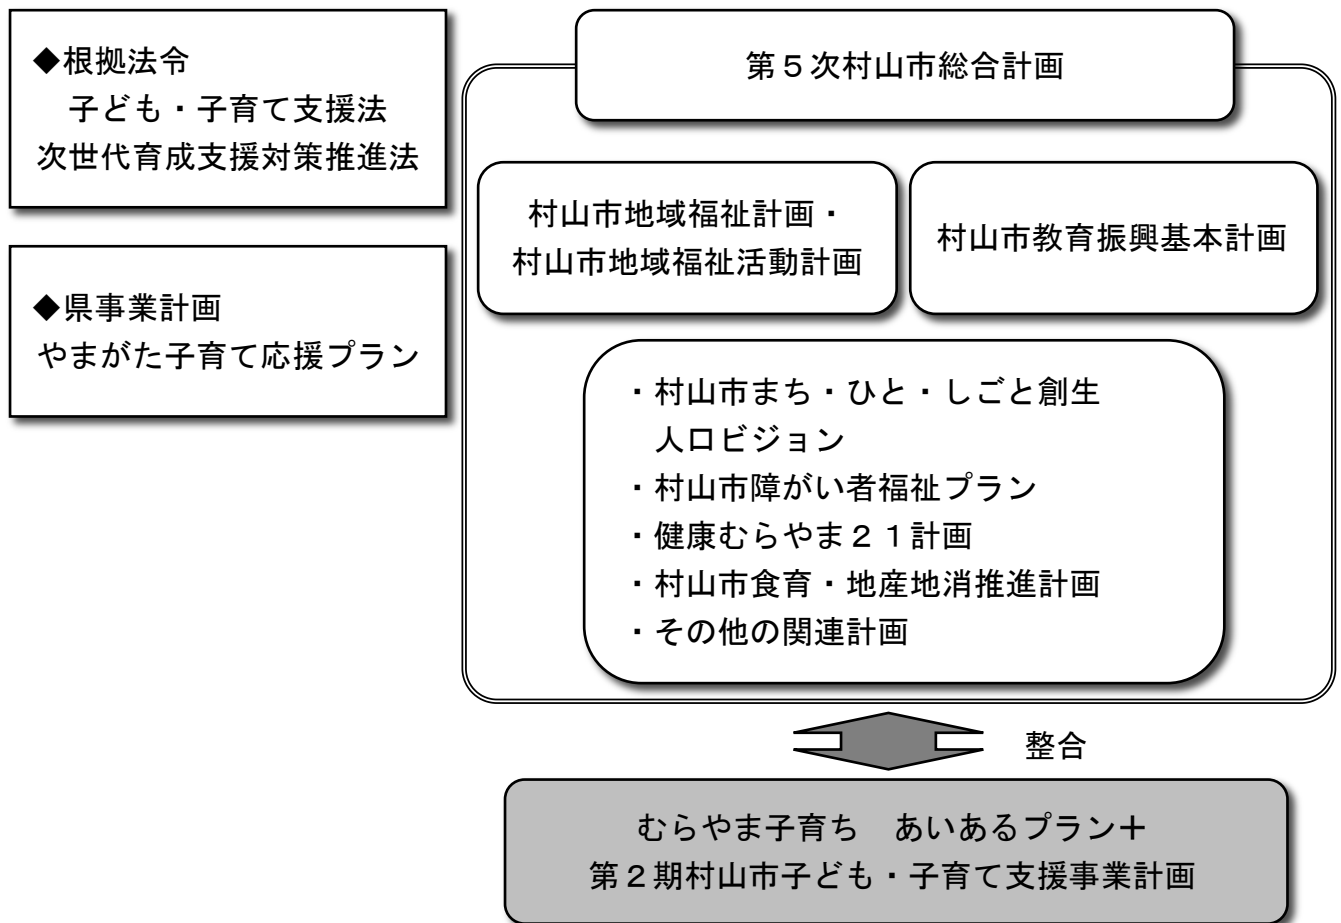 ◆根拠法令
子ども・子育て支援法
次世代育成支援対策推進法
◆県事業計画
やまがた子育て応援プラン
第５次村山市総合計画
村山市地域福祉計画・
村山市地域福祉活動計画
村山市教育振興基本計画
・村山市まち・ひと・しごと創生
人口ビジョン
・村山市障がい者福祉プラン
・健康むらやま２１計画
・村山市食育・地産地消推進計画
・その他の関連計画
整合
むらやま子育ち　あいあるプラン＋
第２期村山市子ども・子育て支援事業計画